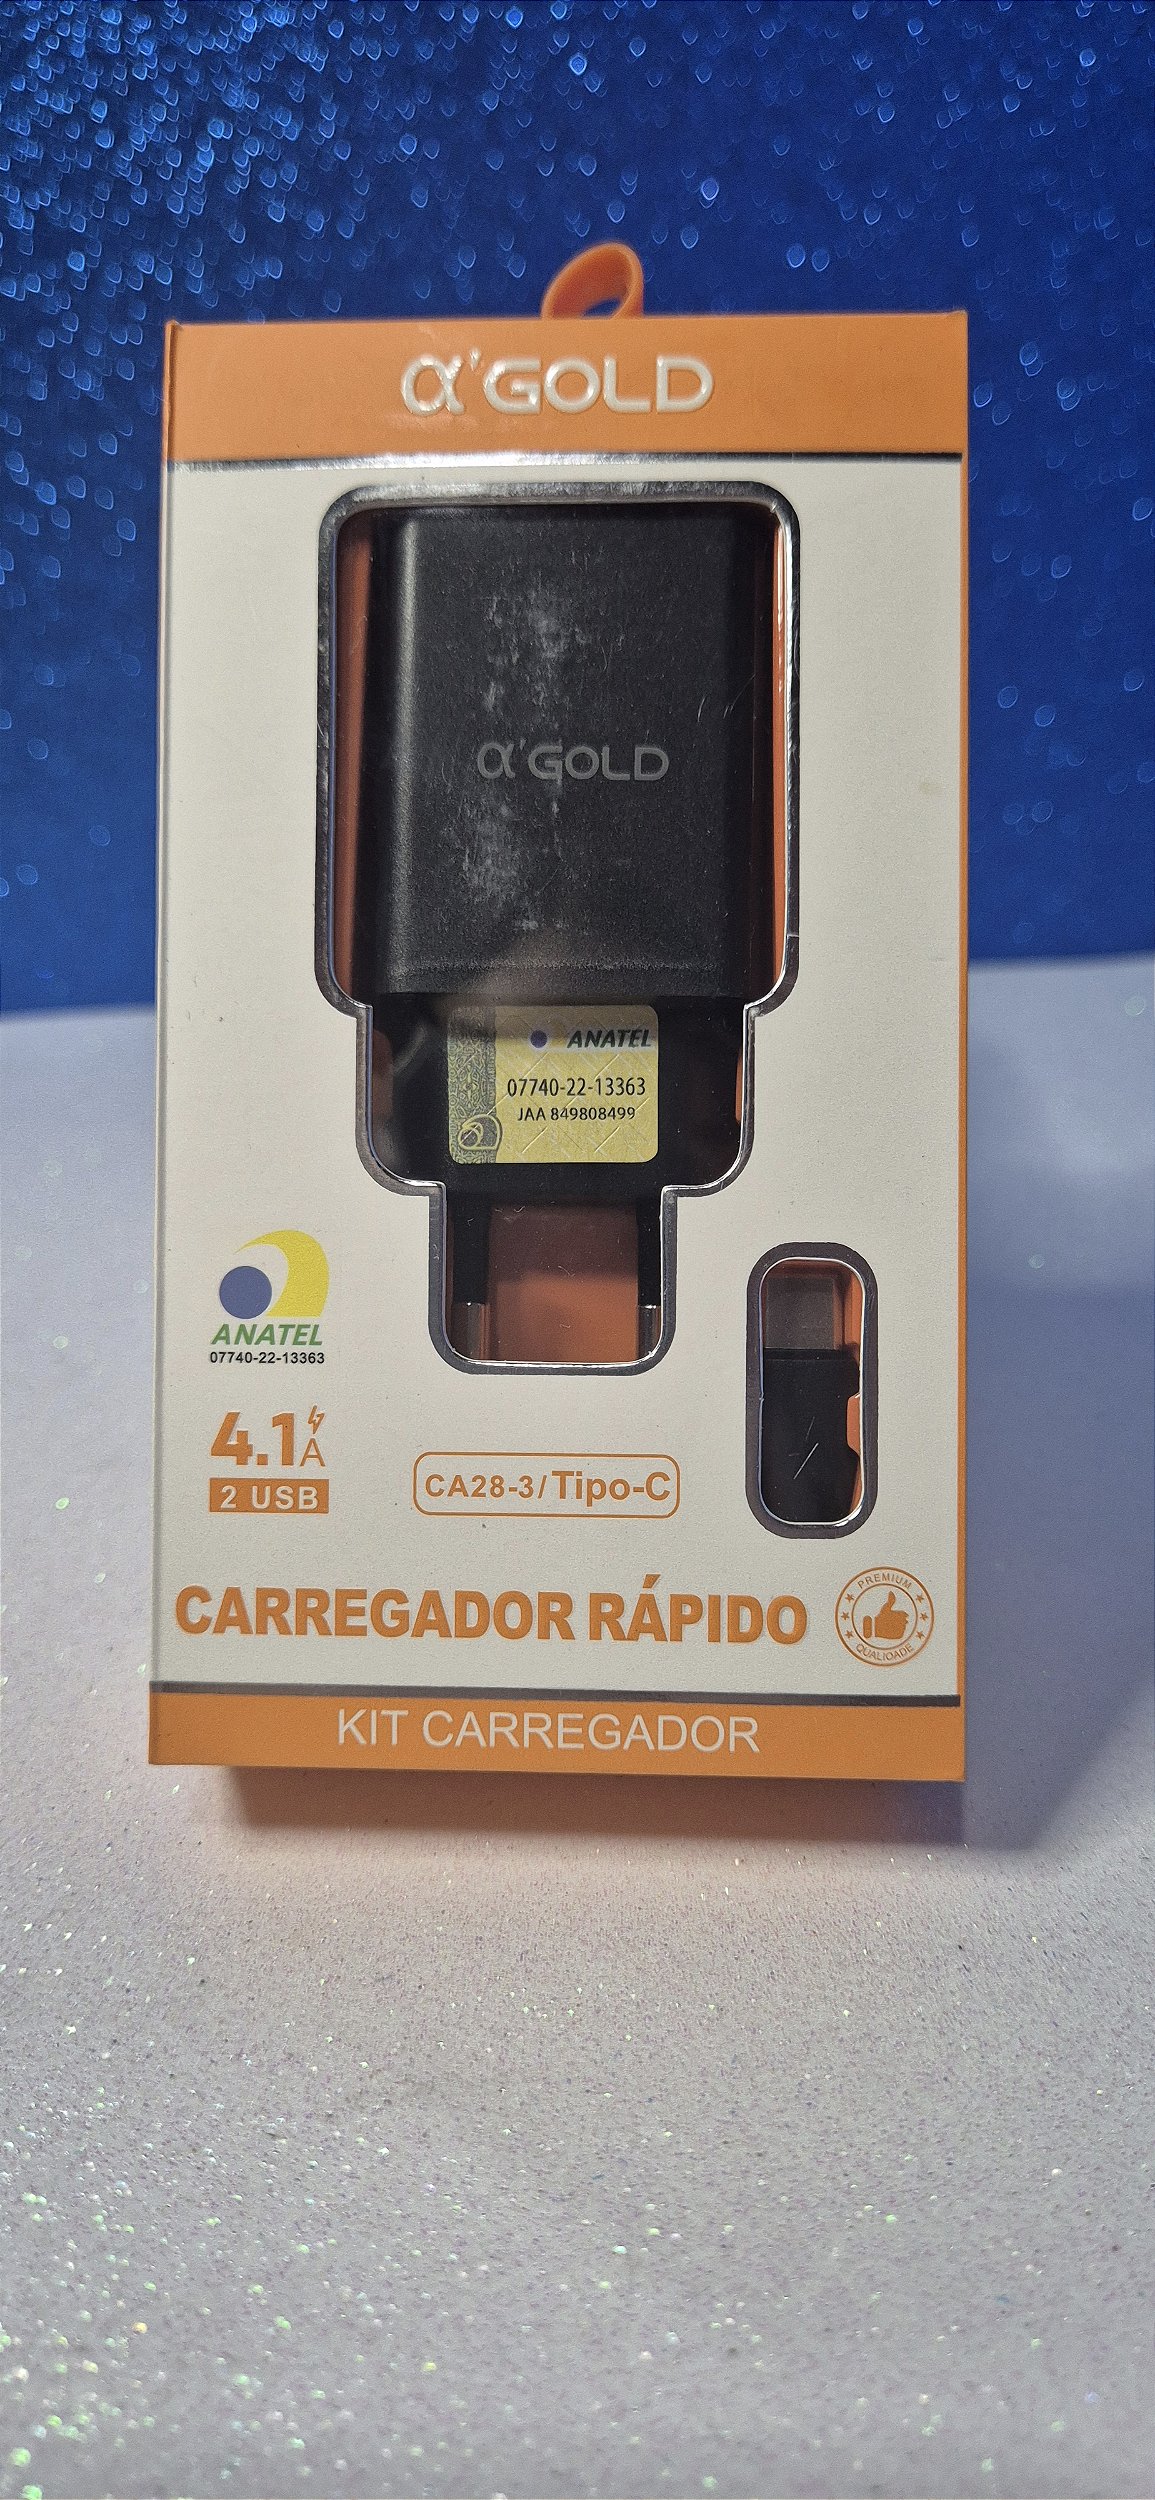 α'GOLD
α'GOLD
ANATEL
07740-22-13363
JAA 849808499
ANATEL
07740-22-13363
4.1A
2 USB
CA28-3/Tipo-C
CARREGADOR RÁPIDO
PREMIUM
QUALIOADE
KIT CARREGADOR